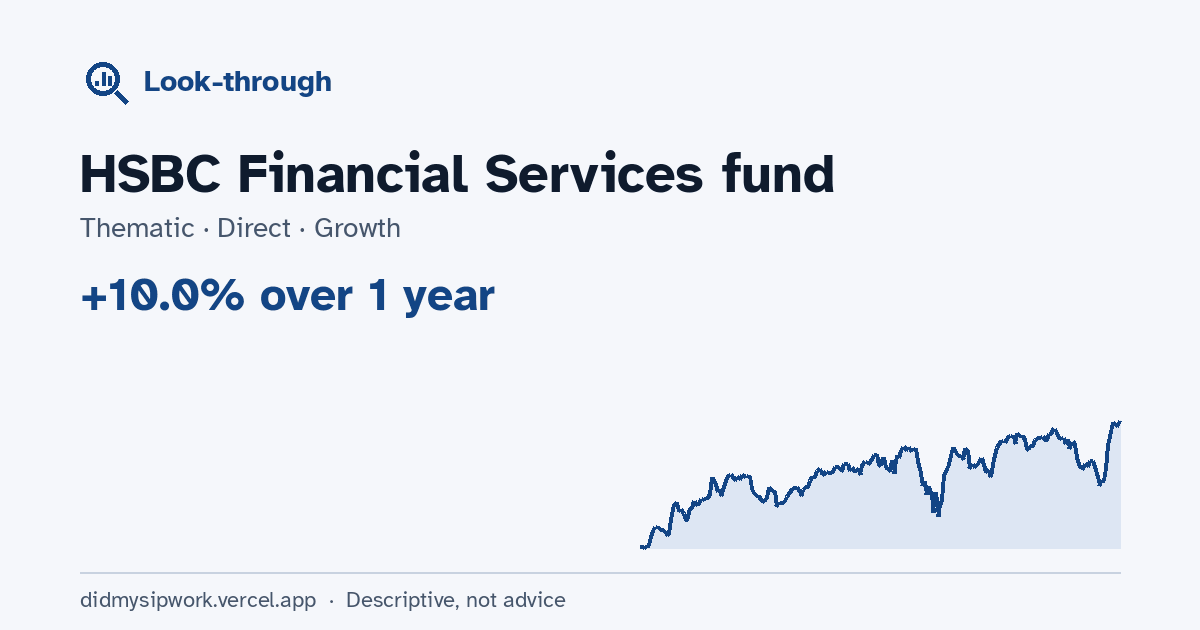 Look-through
HSBC Financial Services fund
Thematic · Direct · Growth
+10.0% over 1 year
didmysipwork.vercel.app · Descriptive, not advice